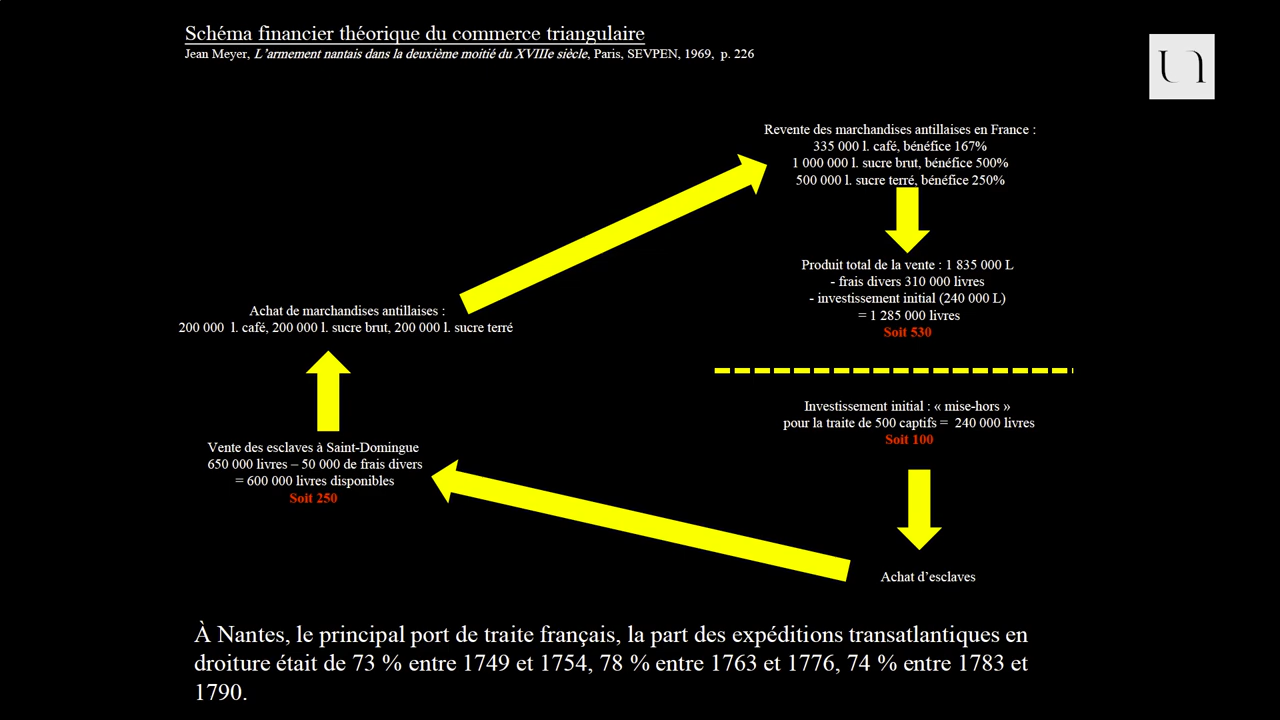 Schéma financier théorique du commerce triangulaire
Jean Meyer, L'armement nantais dans la deuxième moitié du XVIIIe siècle, Paris, SEVPEN, 1969, p. 226
Revente des marchandises antillaises en France :
335 000 l. café, bénéfice 167%
1 000 000 l. sucre brut, bénéfice 500%
500 000 l. sucre terré, bénéfice 250%
Produit total de la vente : 1 835 000 L
- frais divers 310 000 livres
- investissement initial (240 000 L)
= 1 285 000 livres
Soit 530
Achat de marchandises antillaises :
200 000 l. café, 200 000 l. sucre brut, 200 000 l. sucre terré
Investissement initial : « mise-hors »
pour la traite de 500 captifs = 240 000 livres
Soit 100
Vente des esclaves à Saint-Domingue
650 000 livres – 50 000 de frais divers
= 600 000 livres disponibles
Soit 250
Achat d'esclaves
À Nantes, le principal port de traite français, la part des expéditions transatlantiques en
droiture était de 73 % entre 1749 et 1754, 78 % entre 1763 et 1776, 74 % entre 1783 et
1790.